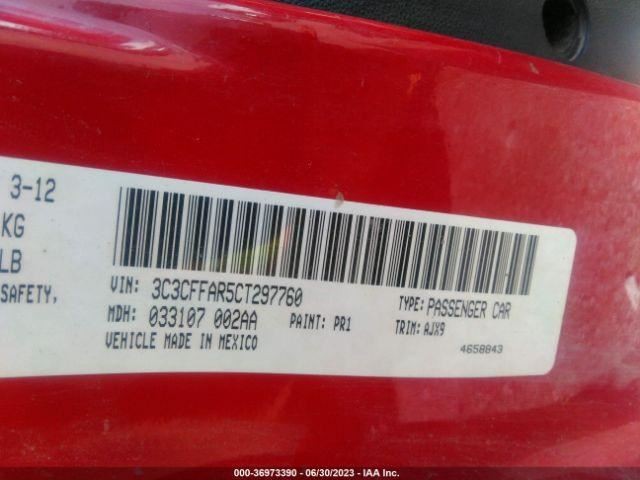 3-12
KG
LB
SAFETY,
VIN: 3C3CFFAR5CT297760
TYPE: PASSENGER CAR
MDH: 033107 002AA
PAINT: PR1
TRIM: AJX9
VEHICLE MADE IN MEXICO
4658843
000-36973390 - 06/30/2023 - IAA Inc.